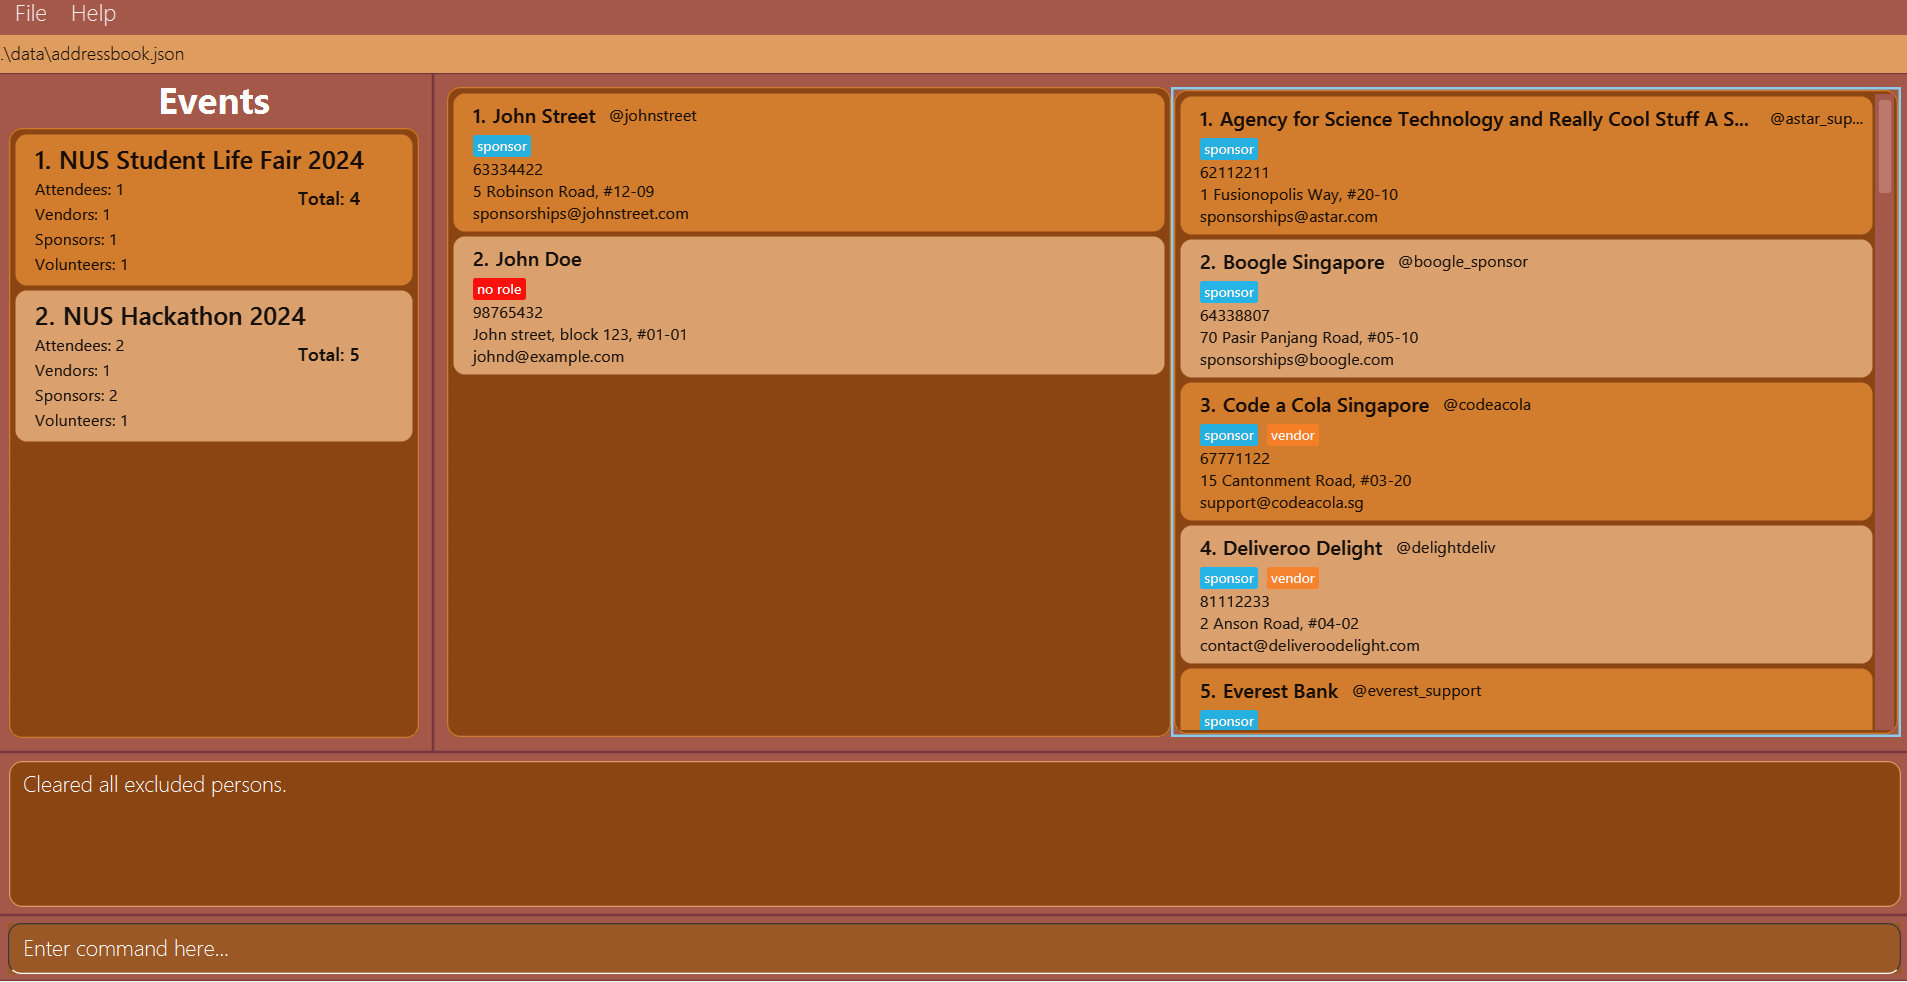 File Help
.\data\addressbook.json
Events
1. NUS Student Life Fair 2024
Attendees: 1
Total: 4
Vendors: 1
Sponsors: 1
Volunteers: 1
2. NUS Hackathon 2024
Attendees: 2
Total: 5
Vendors: 1
Sponsors: 2
Volunteers: 1
1. John Street @johnstreet
sponsor
63334422
5 Robinson Road, #12-09
sponsorships@johnstreet.com
2. John Doe
no role
98765432
John street, block 123, #01-01
johnd@example.com
1. Agency for Science Technology and Really Cool Stuff A S... @astar_sup...
sponsor
62112211
1 Fusionopolis Way, #20-10
sponsorships@astar.com
2. Boogle Singapore @boogle_sponsor
sponsor
64338807
70 Pasir Panjang Road, #05-10
sponsorships@boogle.com
3. Code a Cola Singapore @codeacola
sponsor vendor
67771122
15 Cantonment Road, #03-20
support@codeacola.sg
4. Deliveroo Delight @delightdeliv
sponsor vendor
81112233
2 Anson Road, #04-02
contact@deliveroodelight.com
5. Everest Bank @everest_support
sponsor
Cleared all excluded persons.
Enter command here...